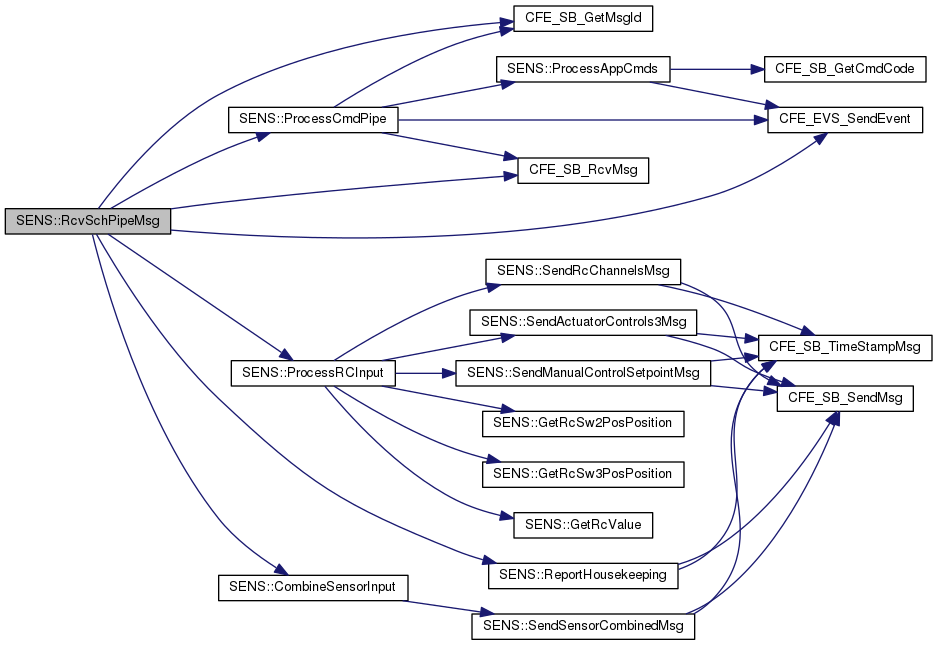 CFE_SB_GetMsgId
SENS::ProcessAppCmds
CFE_SB_GetCmdCode
SENS::ProcessCmdPipe
CFE_EVS_SendEvent
CFE_SB_RcvMsg
SENS::RcvSchPipeMsg
SENS::SendRcChannelsMsg
SENS::SendActuatorControls3Msg
CFE_SB_TimeStampMsg
SENS::ProcessRCInput
SENS::SendManualControlSetpointMsg
CFE_SB_SendMsg
SENS::GetRcSw2PosPosition
SENS::GetRcSw3PosPosition
SENS::GetRcValue
SENS::ReportHousekeeping
SENS::CombineSensorInput
SENS::SendSensorCombinedMsg